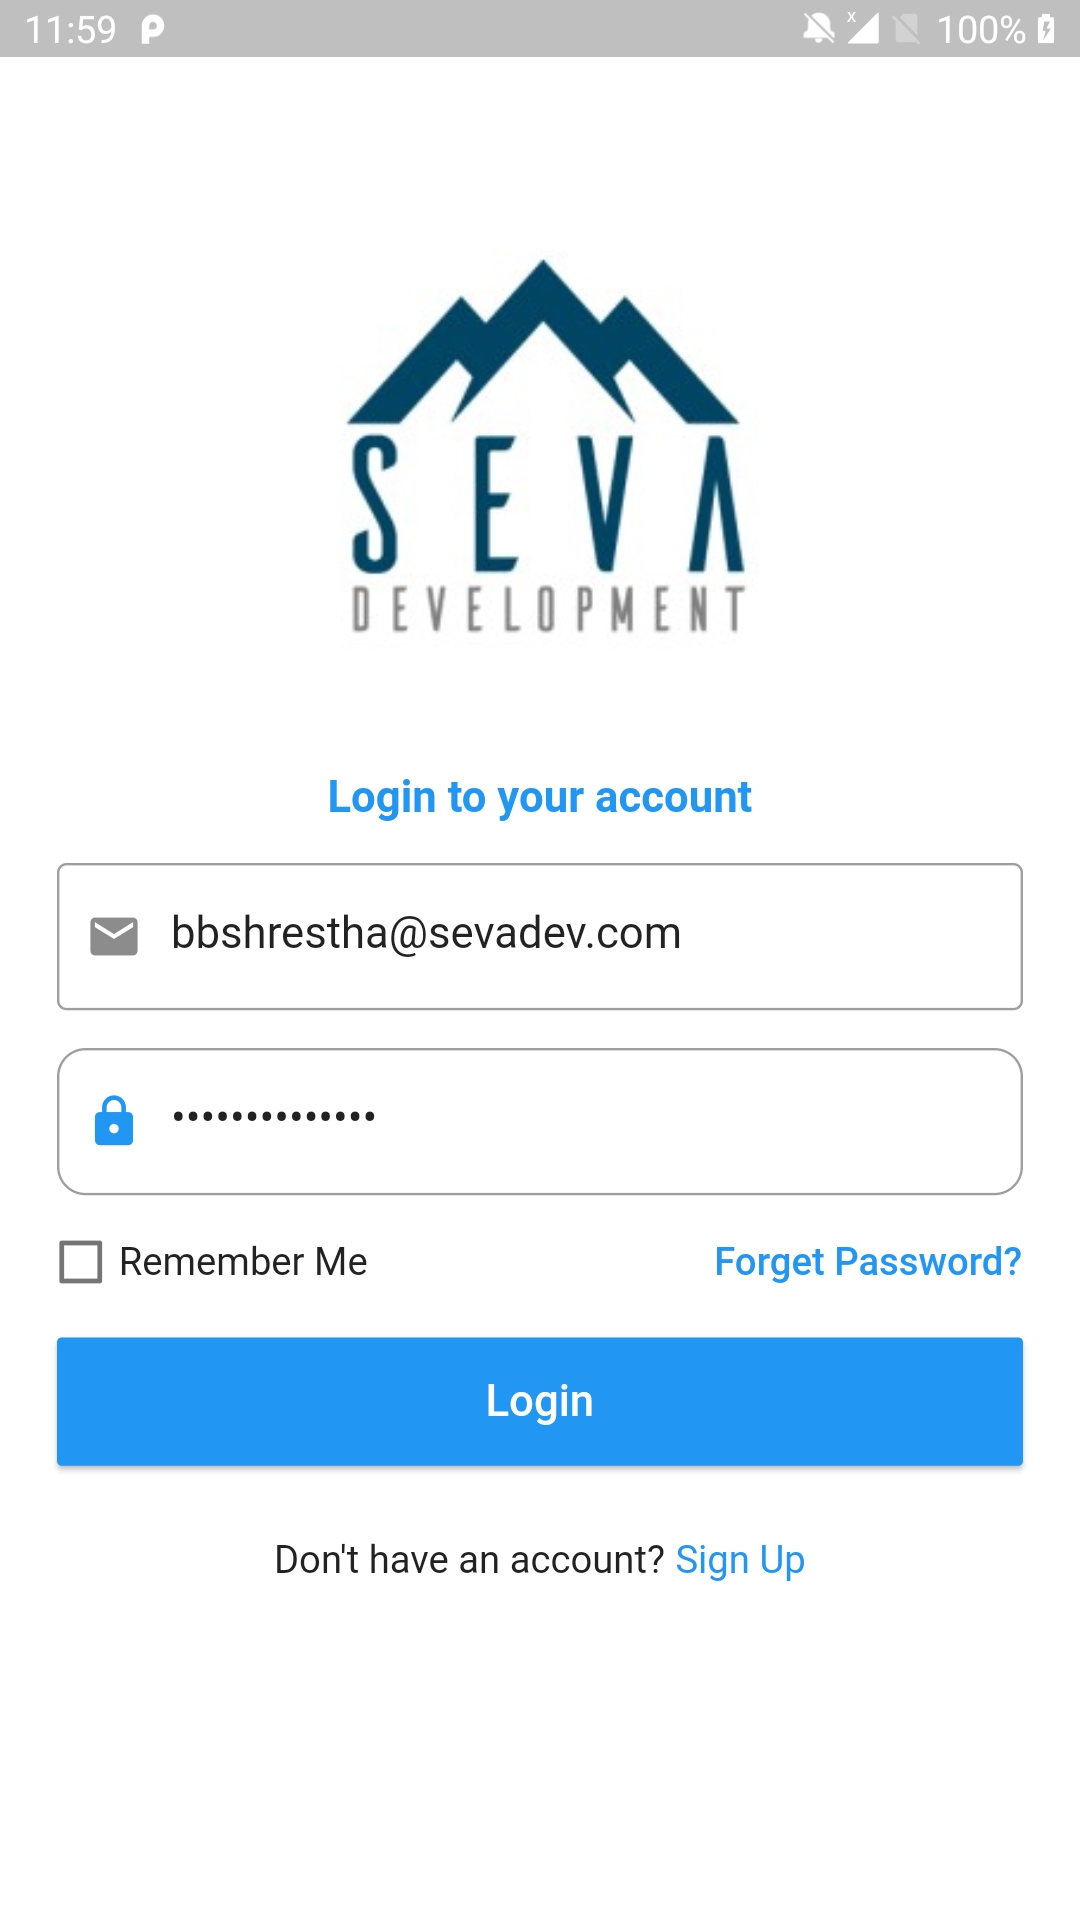 11:59 100%
SEVA
DEVELOPMENT
Login to your account
bbshrestha@sevadev.com
••••••••••••••
Remember Me Forget Password?
Login
Don't have an account? Sign Up